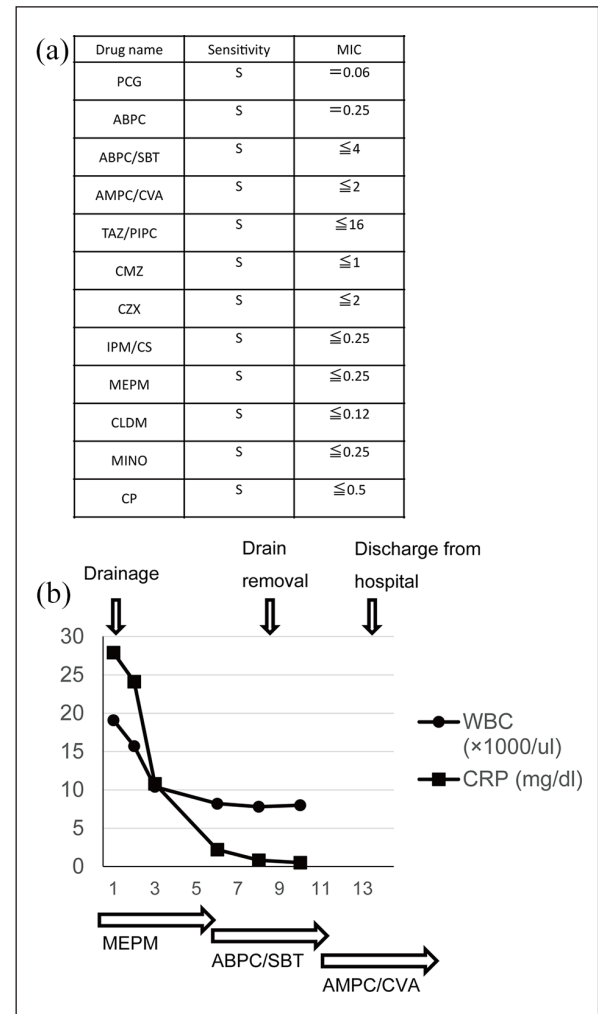 (a)
Drug name Sensitivity MIC
PCG S =0.06
ABPC S =0.25
ABPC/SBT S ≦4
AMPC/CVA S ≦2
TAZ/PIPC S ≦16
CMZ S ≦1
CZX S ≦2
IPM/CS S ≦0.25
MEPM S ≦0.25
CLDM S ≦0.12
MINO S ≦0.25
CP S ≦0.5
(b)
Drainage
Drain
removal
Discharge from
hospital
30
25
20
15
10
5
0
1 3 5 7 9 11 13
WBC
(×1000/ul)
CRP (mg/dl)
MEPM
ABPC/SBT
AMPC/CVA